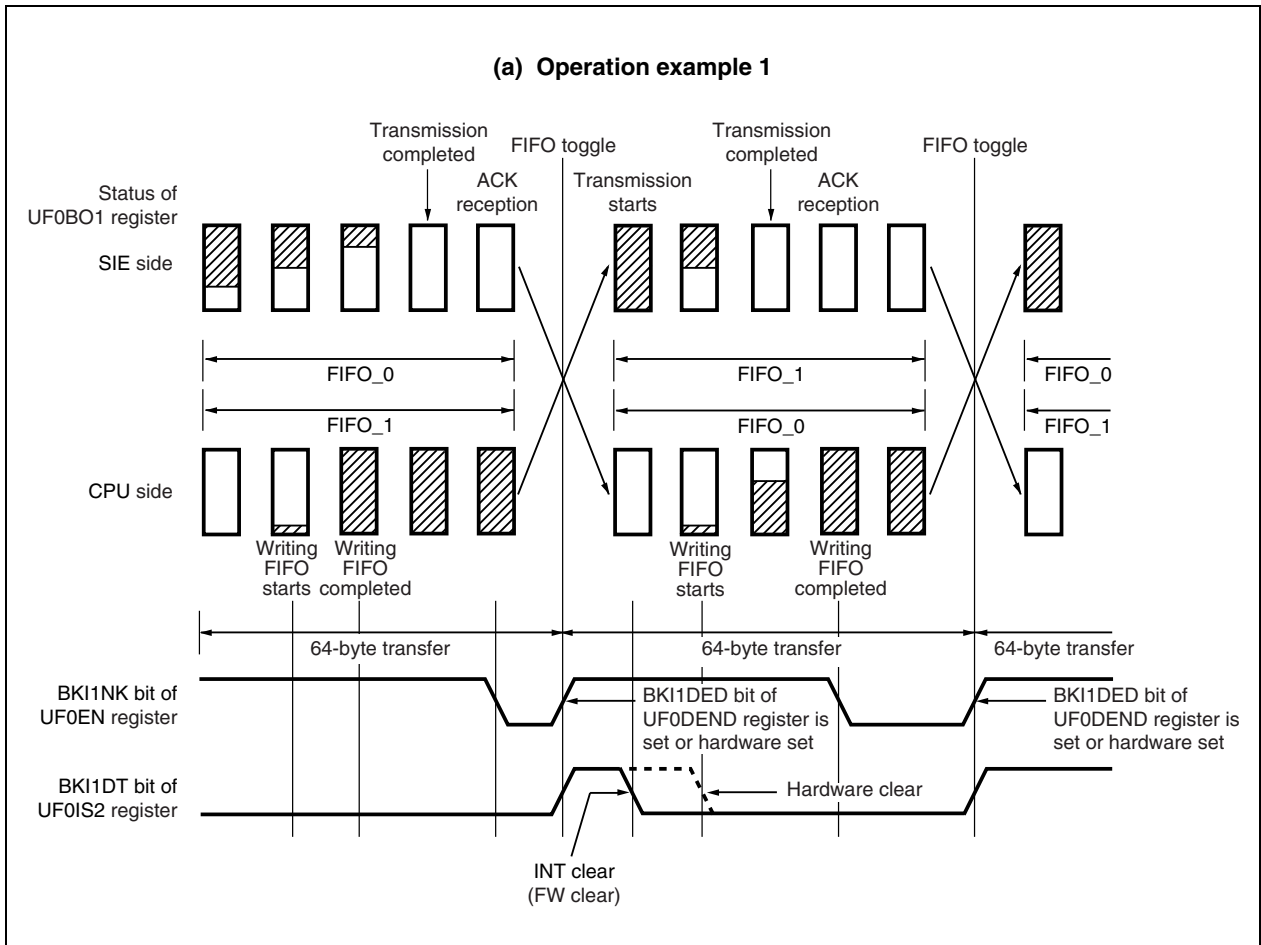 (a) Operation example 1
Transmission
completed
FIFO toggle
Transmission
completed
FIFO toggle
Status of
UF0BO1 register
ACK
reception
Transmission
starts
ACK
reception
SIE side
FIFO_0
FIFO_1
FIFO_0
FIFO_1
FIFO_0
FIFO_1
CPU side
Writing
FIFO
starts
Writing
FIFO
completed
Writing
FIFO
starts
Writing
FIFO
completed
64-byte transfer
64-byte transfer
64-byte transfer
BKI1NK bit of
UF0EN register
BKI1DED bit of
UF0DEND register is
set or hardware set
BKI1DED bit of
UF0DEND register is
set or hardware set
BKI1DT bit of
UF0IS2 register
Hardware clear
INT clear
(FW clear)